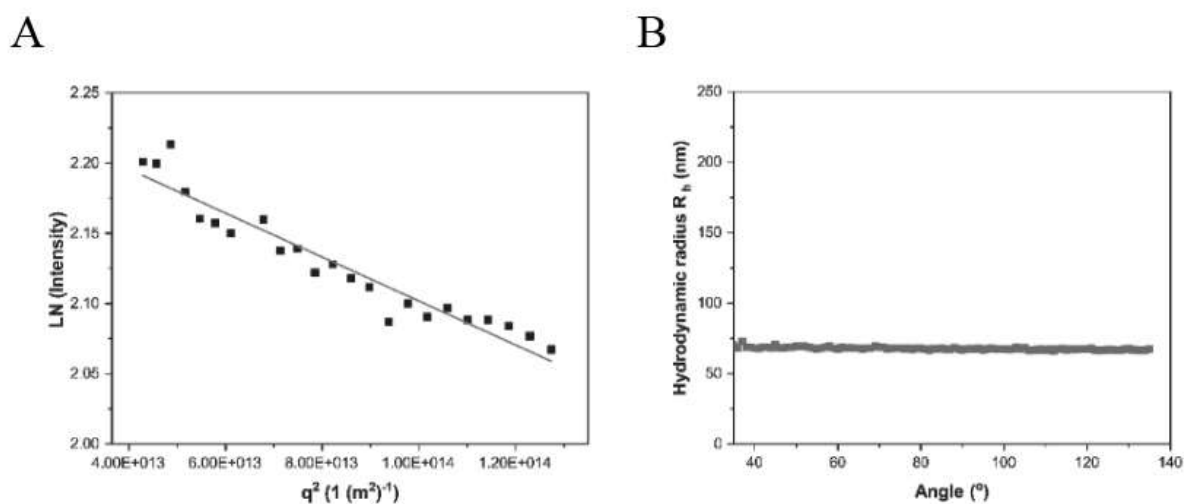 A
B
2.25
2.20
2.15
2.10
2.05
2.00
LN (Intensity)
4.00E+013
6.00E+013
8.00E+013
1.00E+014
1.20E+014
q² (1 (m²)⁻¹)
250
200
150
100
50
0
Hydrodynamic radius R h (nm)
40
60
80
100
120
140
Angle (º)